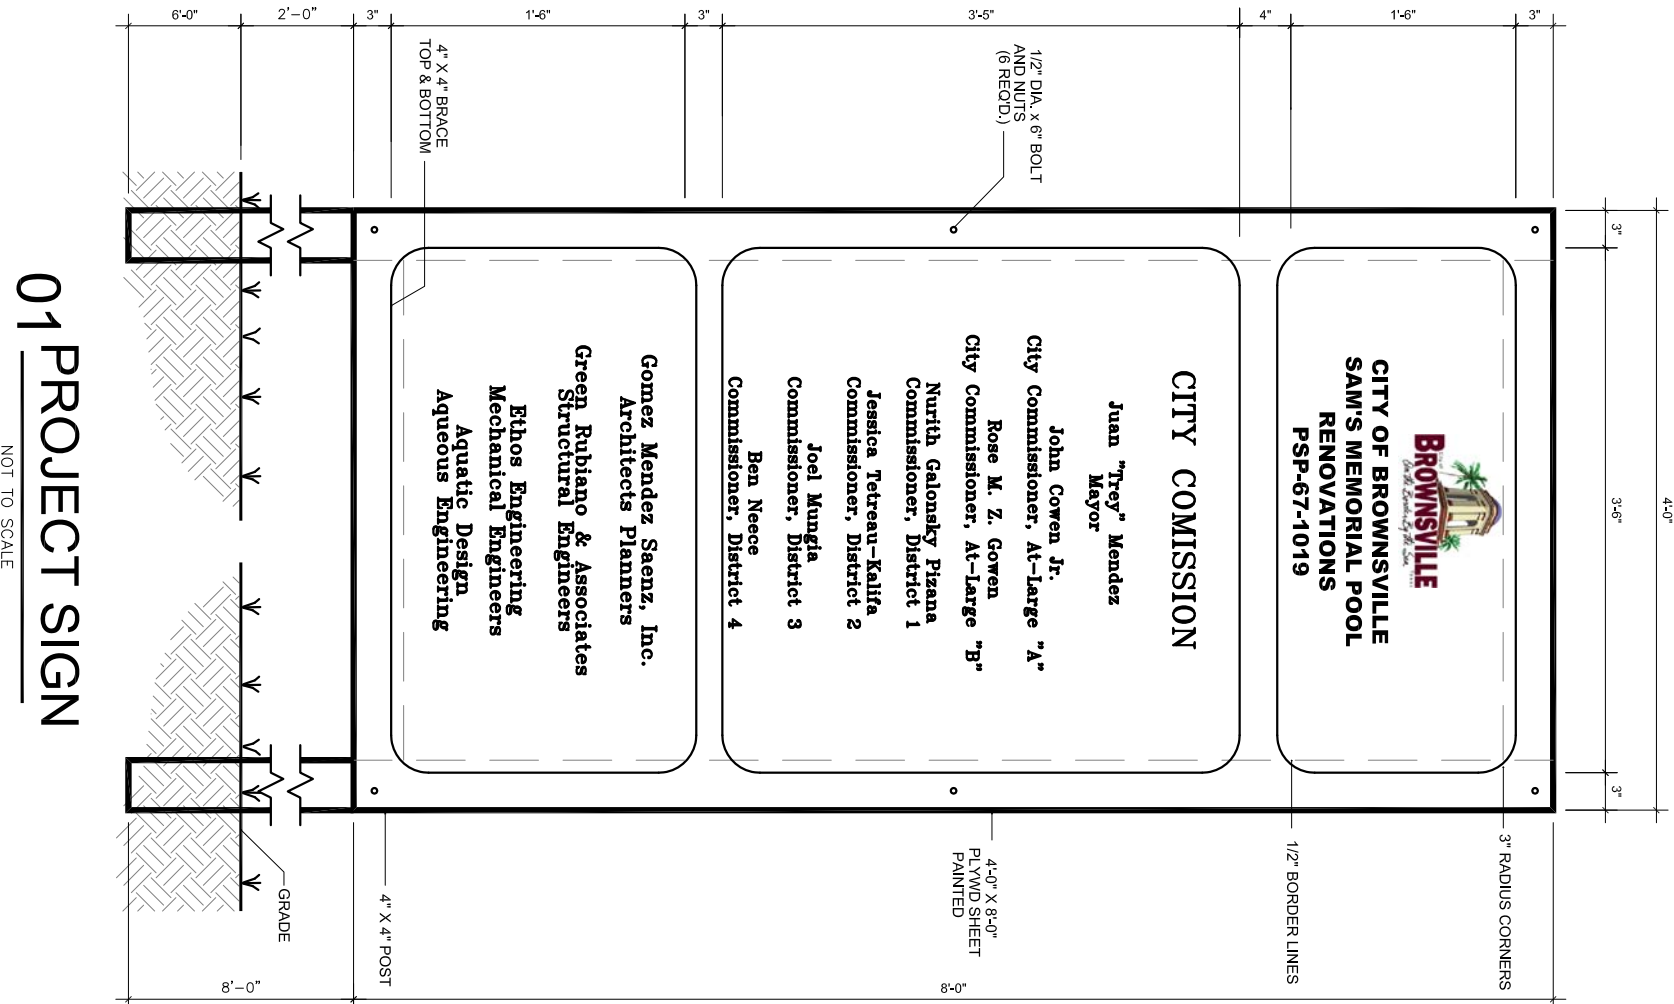 4'-0"
3"
3'-6"
3"
3"
1'-6"
4"
3'-5"
3"
1'-6"
3"
2'-0"
6'-0"
8'-0"
8'-0"
BROWNSVILLE
CITY OF BROWNSVILLE
SAM'S MEMORIAL POOL
RENOVATIONS
PSP-67-1019
CITY COMISSION
Juan "Trey" Mendez
Mayor
John Cowen Jr.
City Commissioner, At-Large "A"
Rose M. Z. Gowen
City Commissioner, At-Large "B"
Nurith Galonsky Pizana
Commissioner, District 1
Jessica Tetreau-Kalifa
Commissioner, District 2
Joel Mungia
Commissioner, District 3
Ben Neece
Commissioner, District 4
Gomez Mendez Saenz, Inc.
Architects Planners
Green Rubiano & Associates
Structural Engineers
Ethos Engineering
Mechanical Engineers
Aquatic Design
Aqueous Engineering
3" RADIUS CORNERS
1/2" BORDER LINES
4'-0" X 8'-0"
PLYWD SHEET
PAINTED
4" X 4" POST
GRADE
1/2" DIA. x 6" BOLT
AND NUTS
(6 REQ'D.)
4" X 4" BRACE
TOP & BOTTOM
01 PROJECT SIGN
NOT TO SCALE